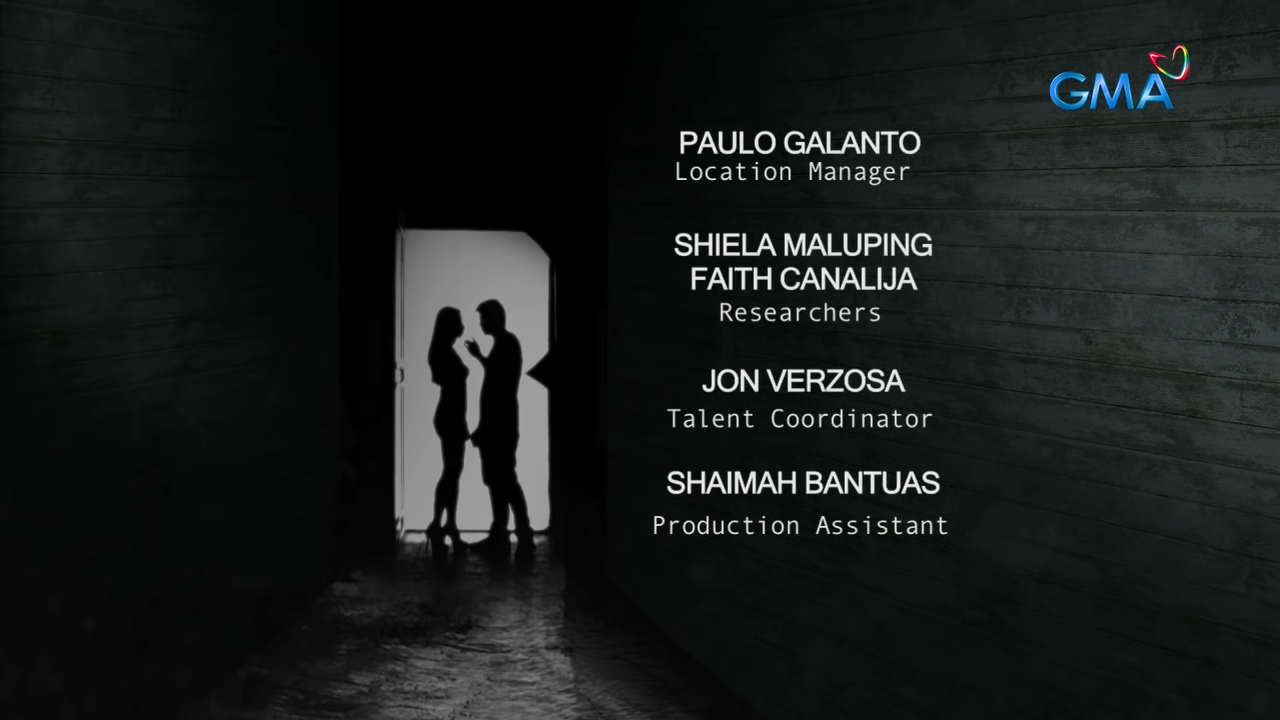 GMA
PAULO GALANTO
Location Manager
SHIELA MALUPING
FAITH CANALIJA
Researchers
JON VERZOSA
Talent Coordinator
SHAIMAH BANTUAS
Production Assistant